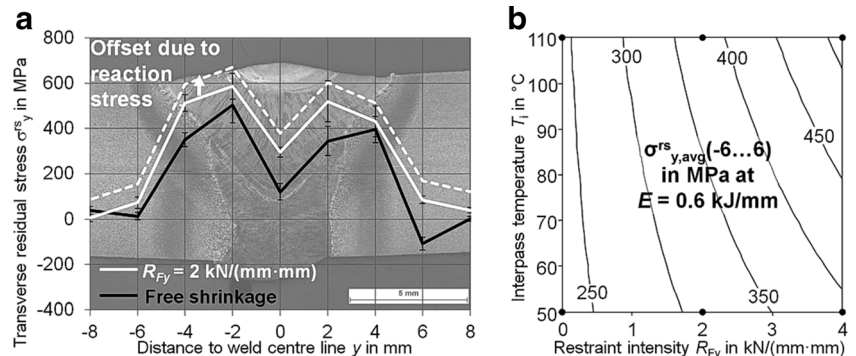 a
Transverse residual stress σʳˢy in MPa
800
600
400
200
0
-200
-400
Offset due to
reaction
stress
R_Fy = 2 kN/(mm·mm)
Free shrinkage
5 mm
-8 -6 -4 -2 0 2 4 6 8
Distance to weld centre line y in mm
b
Interpass temperature Tᵢ in °C
110
100
90
80
70
60
50
300
400
450
σʳˢy,avg(-6…6)
in MPa at
E = 0.6 kJ/mm
250
350
0 1 2 3 4
Restraint intensity R_Fy in kN/(mm·mm)